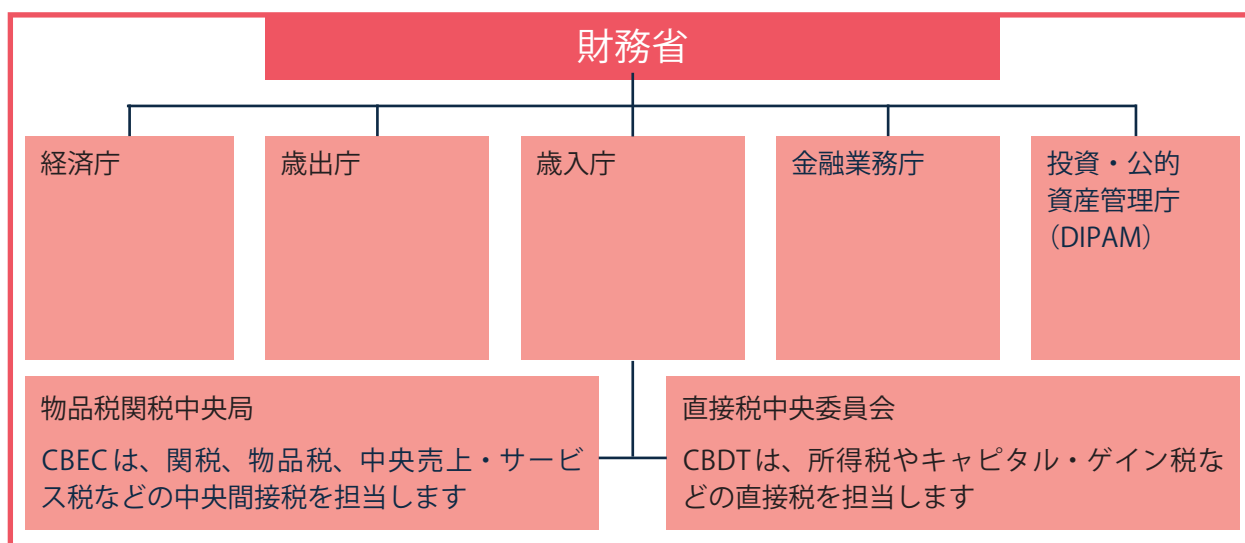 財務省
経済庁
歳出庁
歳入庁
金融業務庁
投資・公的
資産管理庁
（DIPAM）
物品税関税中央局
CBECは、関税、物品税、中央売上・サービ
ス税などの中央間接税を担当します
直接税中央委員会
CBDTは、所得税やキャピタル・ゲイン税な
どの直接税を担当します